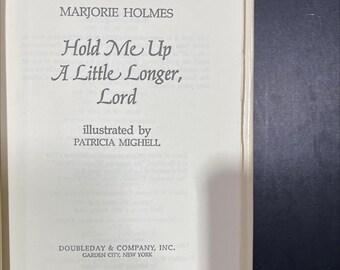 MARJORIE HOLMES
Hold Me Up
A Little Longer,
Lord
illustrated by
PATRICIA MIGHELL
DOUBLEDAY & COMPANY, INC.
GARDEN CITY, NEW YORK